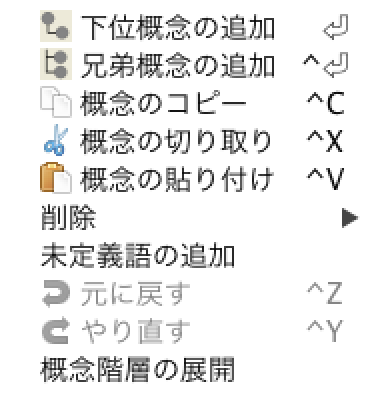 下位概念の追加 ⏎
兄弟概念の追加 ^⏎
概念のコピー ^C
概念の切り取り ^X
概念の貼り付け ^V
削除 ▶
未定義語の追加
元に戻す ^Z
やり直す ^Y
概念階層の展開